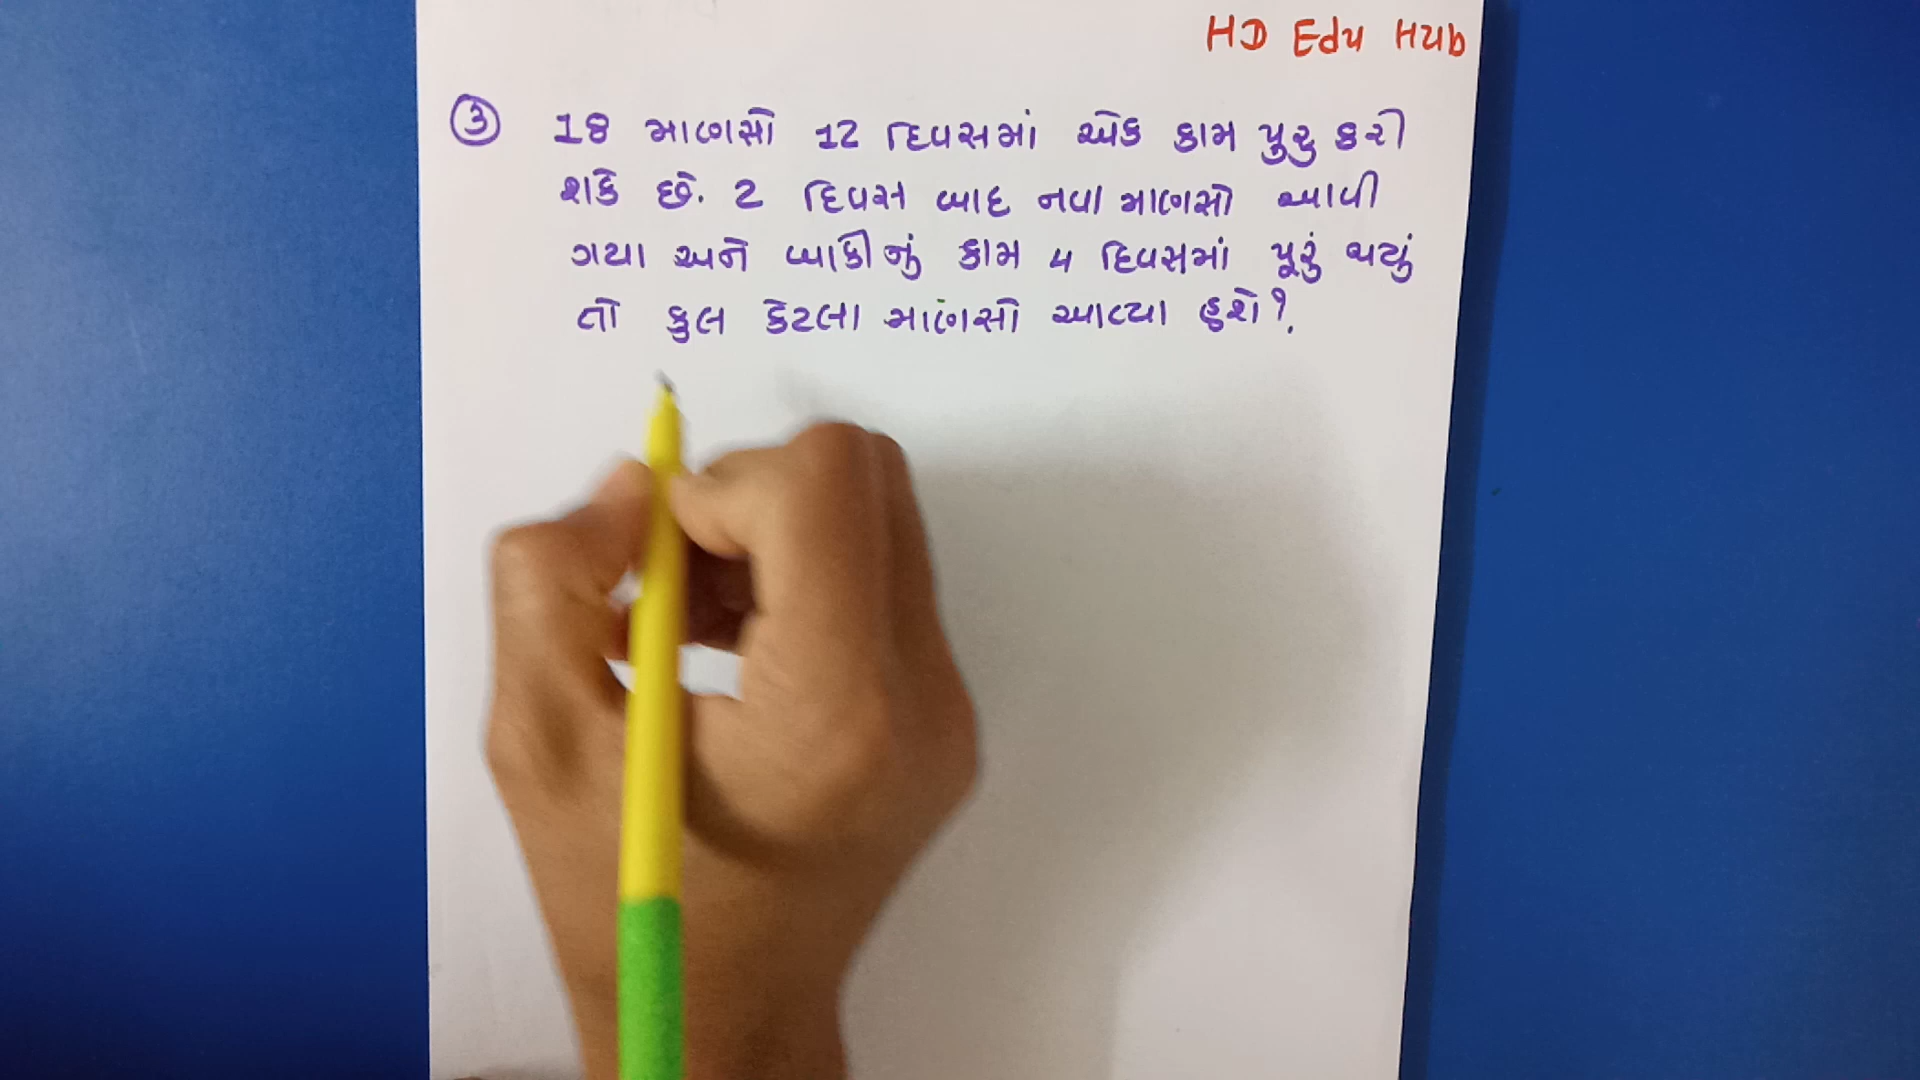 HD Edu Hub
③ 18 માણસો 12 દિવસમાં એક કામ પુરુ કરી
શકે છે. 2 દિવસ બાદ નવા માણસો આવી
ગયા અને બાકીનું કામ 4 દિવસમાં પૂરું થયું
તો કુલ કેટલા માણસો આવ્યા હશે?.